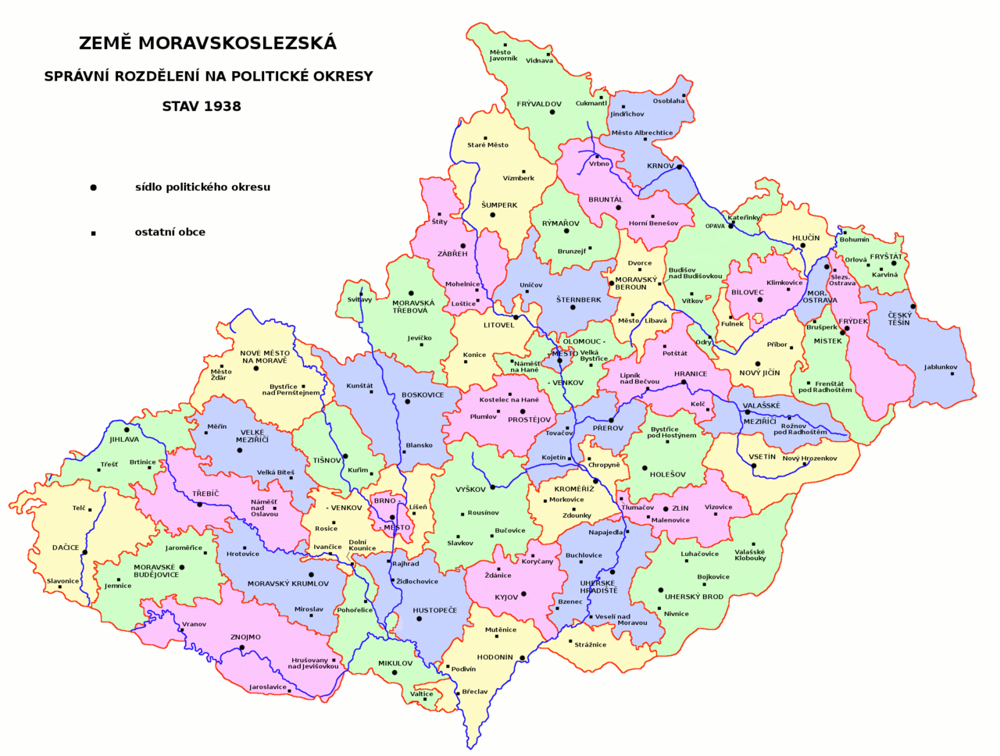 ZEMĚ MORAVSKOSLEZSKÁ
SPRÁVNÍ ROZDĚLENÍ NA POLITICKÉ OKRESY
STAV 1938
sídlo politického okresu
ostatní obce
Město
Javorník
Vidnava
FRÝVALDOV
Cukmantl
Osoblaha
Jindřichov
Město Albrechtice
KRNOV
Staré Město
Vízmberk
ŠUMPERK
Vrbno
BRUNTÁL
Horní Benešov
RÝMAŘOV
Brunzejf
Štíty
ZÁBŘEH
Mohelnice
Loštice
Kateřinky
OPAVA
HLUČÍN
Bohumín
Orlová
FRYŠTÁT
Karviná
Slezs.
Ostrava
MOR.
OSTRAVA
ČESKÝ
TĚŠÍN
Jablunkov
Dvorce
MORAVSKÝ
BEROUN
Město
Libavá
Budišov
nad Budišovkou
Vítkov
Klimkovice
BÍLOVEC
Fulnek
Odry
Příbor
NOVÝ JIČÍN
Brušperk
FRÝDEK
MÍSTEK
Frenštát
pod Radhoštěm
Svitavy
MORAVSKÁ
TŘEBOVÁ
Jevíčko
Uničov
ŠTERNBERK
LITOVEL
Konice
OLOMOUC -
- MĚSTO
Velká
Bystřice
Náměšť
na Hané
- VENKOV
Potštát
Lipník
nad Bečvou
HRANICE
Kelč
VALAŠSKÉ
MEZIŘÍČÍ
Rožnov
pod Radhoštěm
NOVÉ MĚSTO
NA MORAVĚ
Město
Žďár
Bystřice
nad Pernštejnem
Kunštát
BOSKOVICE
Blansko
Kostelec na Hané
Plumlov
PROSTĚJOV
Tovačov
PŘEROV
Kojetín
Bystřice
pod Hostýnem
HOLEŠOV
VSETÍN
Nový Hrozenkov
Chropyně
KROMĚŘÍŽ
Morkovice
Zdounky
Tlumačov
ZLÍN
Malenovice
Vizovice
JIHLAVA
Třešť
Brtinice
Měřín
VELKÉ
MEZIŘÍČÍ
Velká Bíteš
TIŠNOV
Kuřim
VYŠKOV
Rousínov
Slavkov
Bučovice
TŘEBÍČ
Náměšť
nad
Oslavou
- VENKOV
Rosice
Ivančice
Dolní
Kounice
BRNO -
- MĚSTO
Líšeň
Telč
DAČICE
Slavonice
Jaroměřice
MORAVSKÉ
BUDĚJOVICE
Jemnice
Hrotovice
MORAVSKÝ KRUMLOV
Miroslav
Pohořelice
Rajhrad
Židlochovice
HUSTOPEČE
Koryčany
Ždánice
KYJOV
Napajedla
Buchlovice
UHERSKÉ
HRADIŠTĚ
Bzenec
Veselí nad
Moravou
Luhačovice
Valašské
Klobouky
Bojkovice
UHERSKÝ BROD
Nivnice
Strážnice
Vranov
ZNOJMO
Hrušovany
nad Jevišovkou
Jaroslavice
MIKULOV
Valtice
Mutěnice
HODONÍN
Podivín
Břeclav